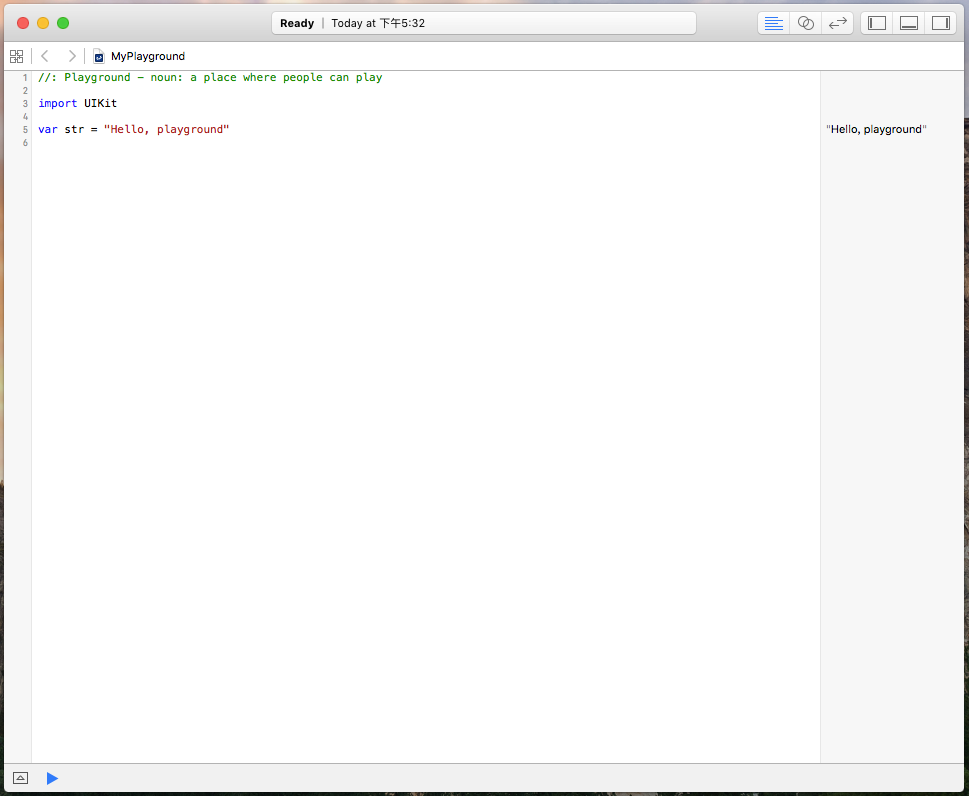 Ready | Today at 下午5:32
MyPlayground
1 //: Playground - noun: a place where people can play
2
3 import UIKit
4
5 var str = "Hello, playground"
"Hello, playground"
6